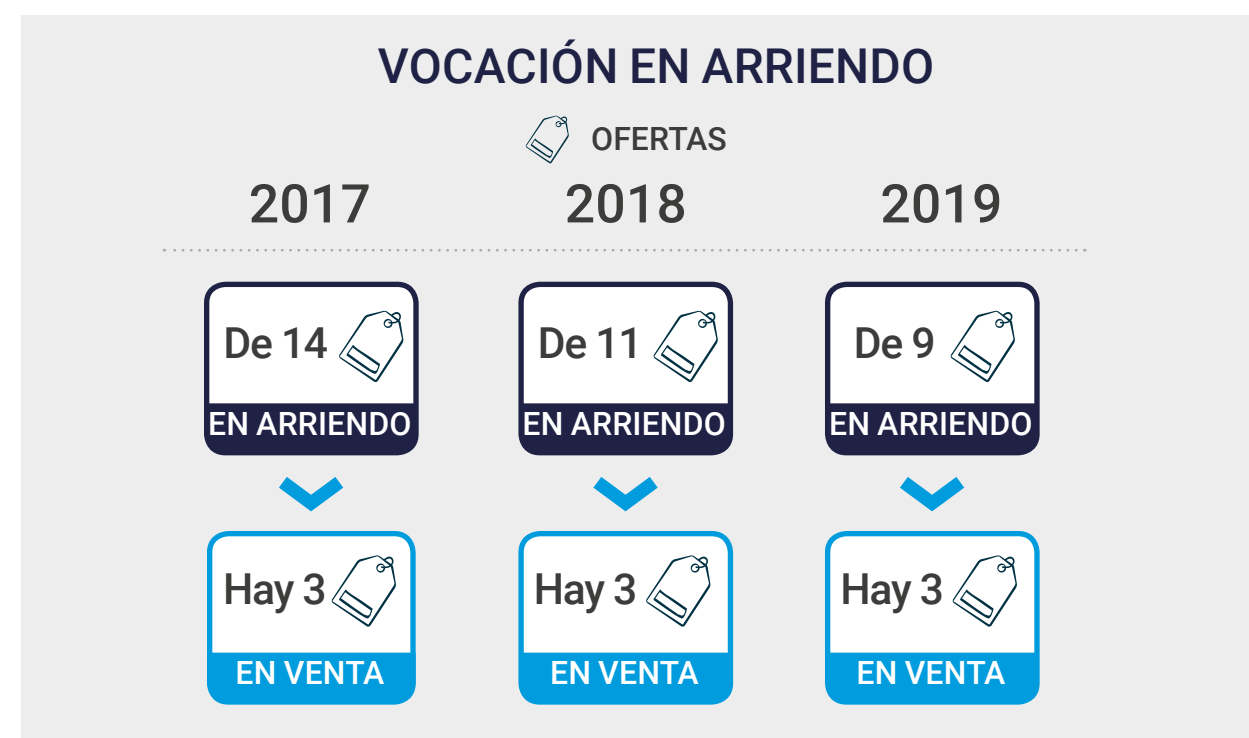 VOCACIÓN EN ARRIENDO
OFERTAS
2017 2018 2019
De 14 De 11 De 9
EN ARRIENDO EN ARRIENDO EN ARRIENDO
Hay 3 Hay 3 Hay 3
EN VENTA EN VENTA EN VENTA